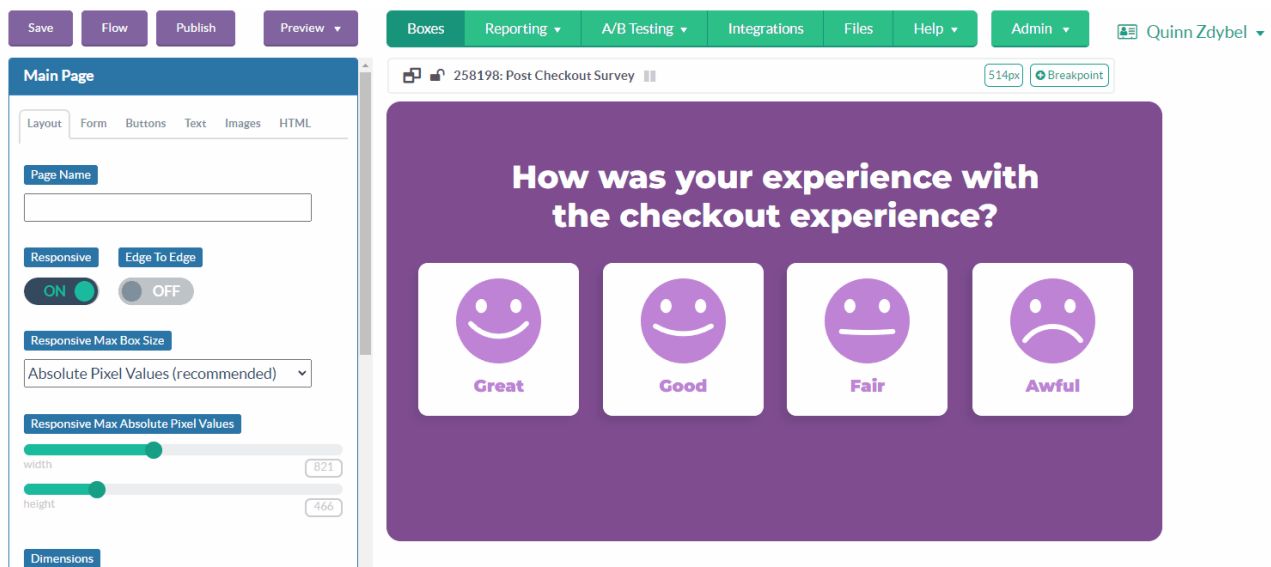 Save Flow Publish Preview Boxes Reporting A/B Testing Integrations Files Help Admin Quinn Zdybel
Main Page
Layout Form Buttons Text Images HTML
Page Name
Responsive Edge To Edge
ON OFF
Responsive Max Box Size
Absolute Pixel Values (recommended)
Responsive Max Absolute Pixel Values
width 821
height 466
Dimensions
258198: Post Checkout Survey 514px Breakpoint
How was your experience with
the checkout experience?
Great Good Fair Awful